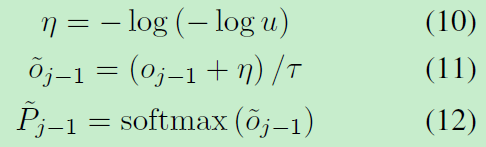 η = − log (− log u) (10)
õ_{j−1} = (o_{j−1} + η) /τ (11)
P̃_{j−1} = softmax (õ_{j−1}) (12)